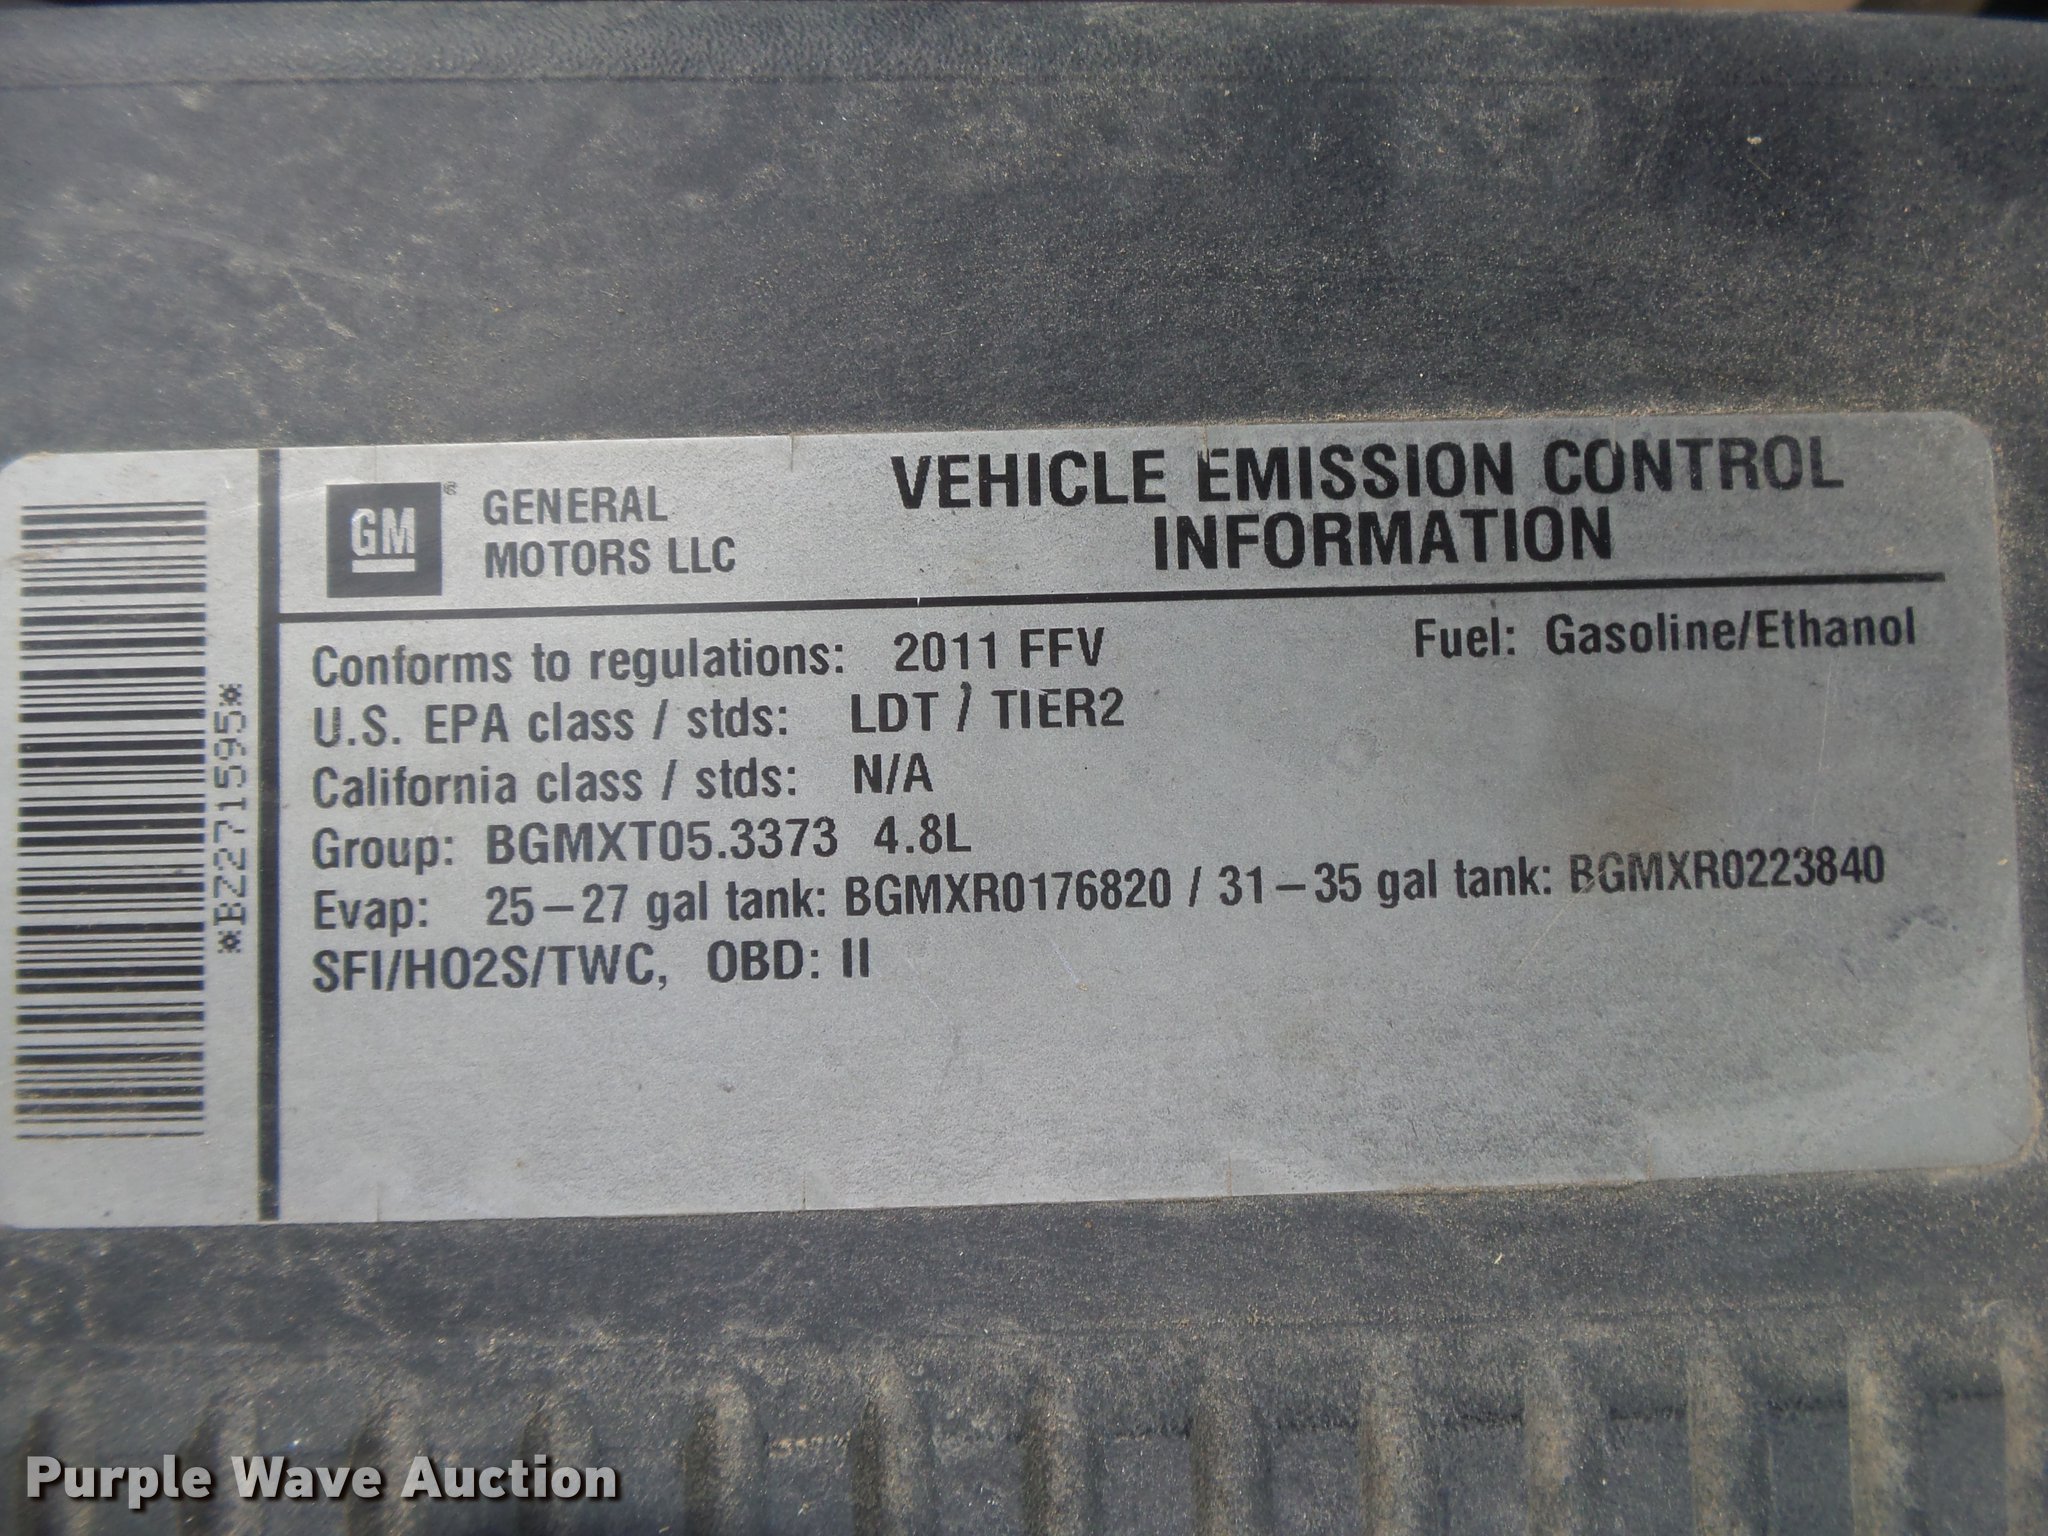 *BZ271595*
GM®
GENERAL
MOTORS LLC
VEHICLE EMISSION CONTROL
INFORMATION
Conforms to regulations: 2011 FFV Fuel: Gasoline/Ethanol
U.S. EPA class / stds: LDT / TIER2
California class / stds: N/A
Group: BGMXT05.3373 4.8L
Evap: 25–27 gal tank: BGMXR0176820 / 31–35 gal tank: BGMXR0223840
SFI/HO2S/TWC, OBD: II
Purple Wave Auction